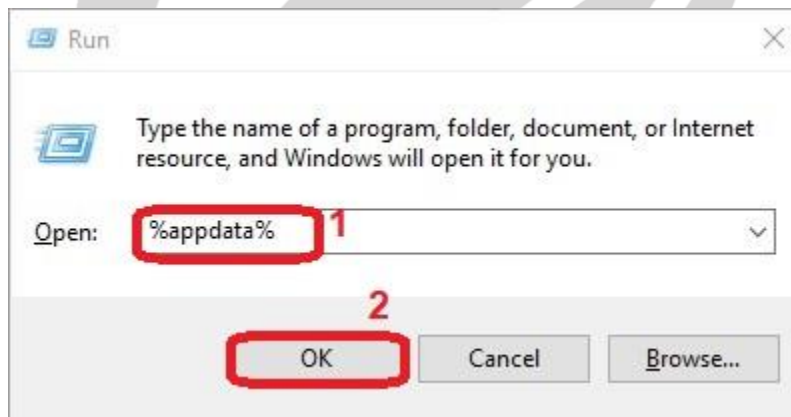 Run
Type the name of a program, folder, document, or Internet
resource, and Windows will open it for you.
Open: %appdata% 1
2
OK Cancel Browse...